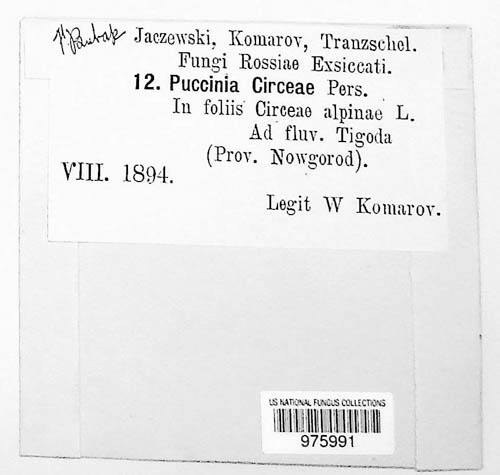 Jaczewski, Komarov, Tranzschel.
Fungi Rossiae Exsiccati.
12. Puccinia Circeae Pers.
In foliis Circeae alpinae L.
Ad fluv. Tigoda
(Prov. Nowgorod).
VIII. 1894.
Legit W Komarov.
US NATIONAL FUNGUS COLLECTIONS
975991